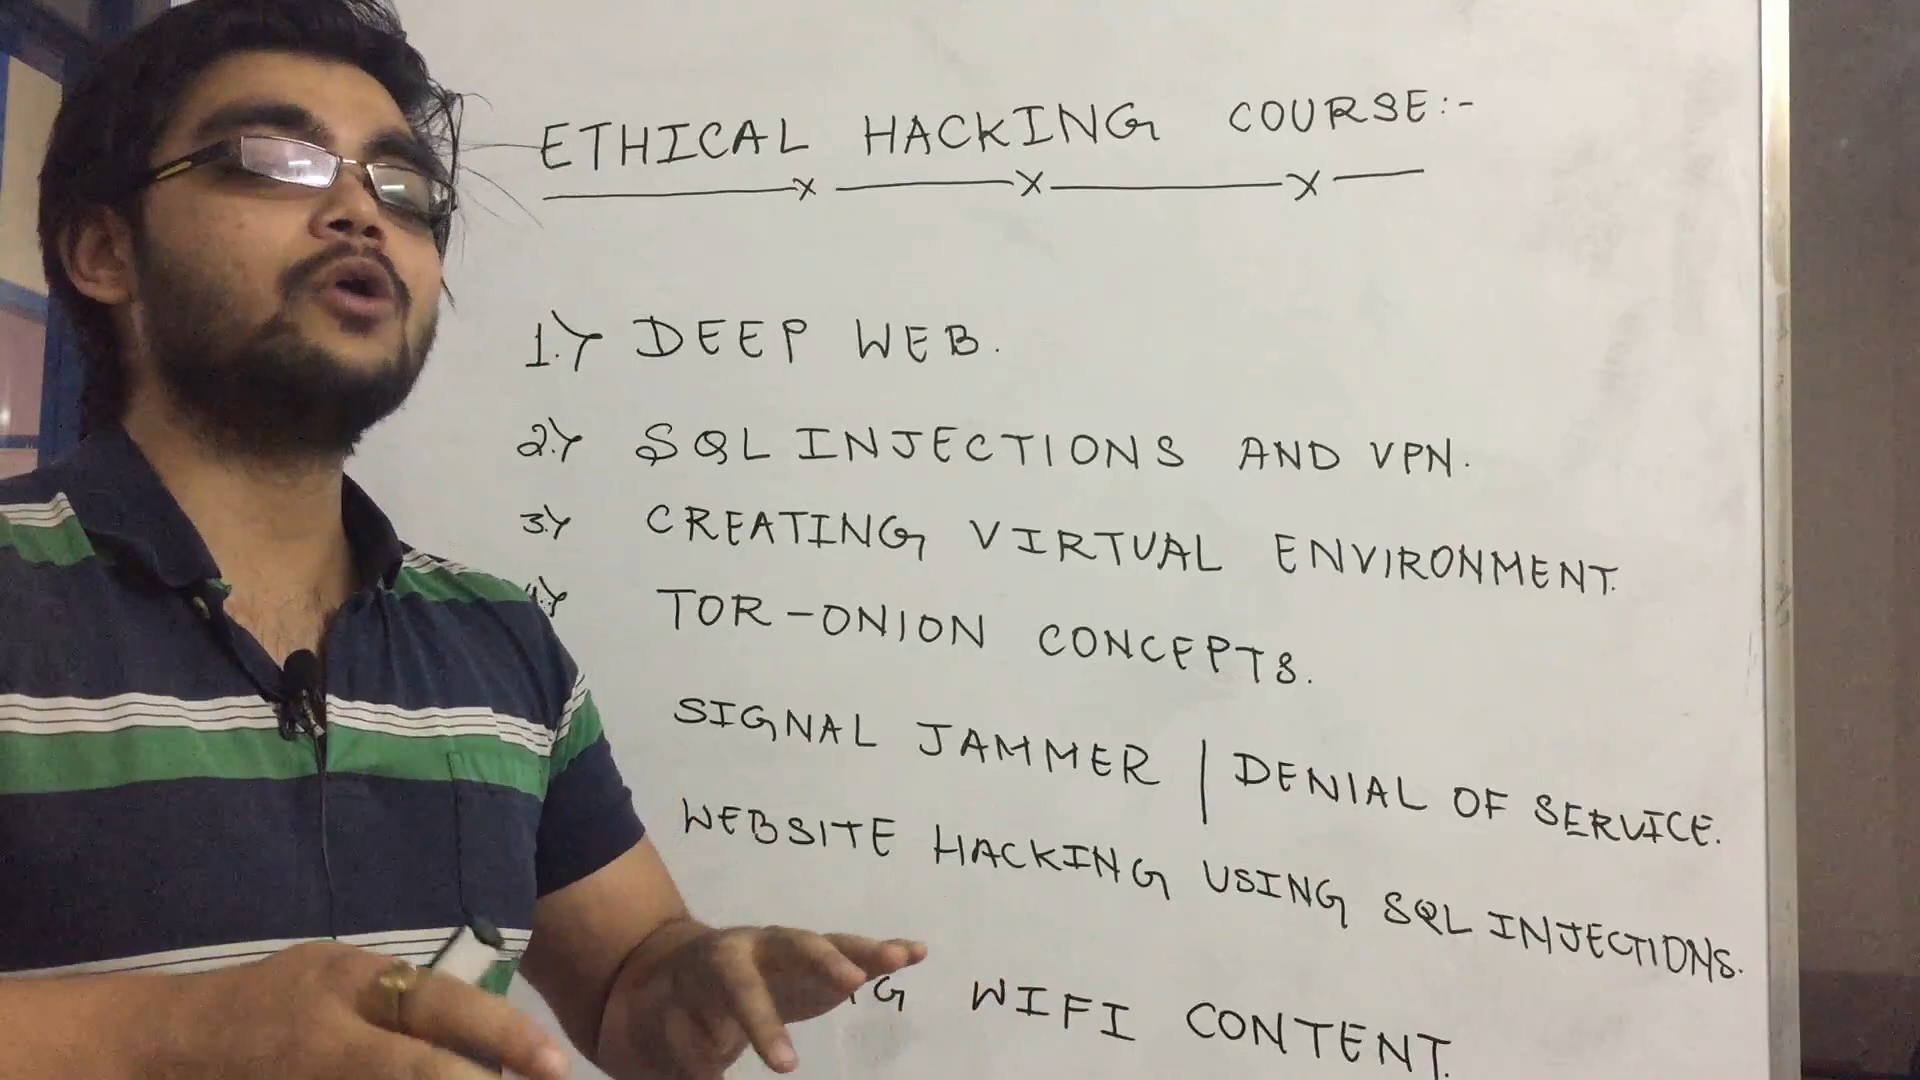 ETHICAL HACKING COURSE:-
1.) DEEP WEB.
2.) SQL INJECTIONS AND VPN.
3.) CREATING VIRTUAL ENVIRONMENT.
4.) TOR-ONION CONCEPTS.
SIGNAL JAMMER | DENIAL OF SERVICE.
WEBSITE HACKING USING SQL INJECTIONS.
WIFI CONTENT.